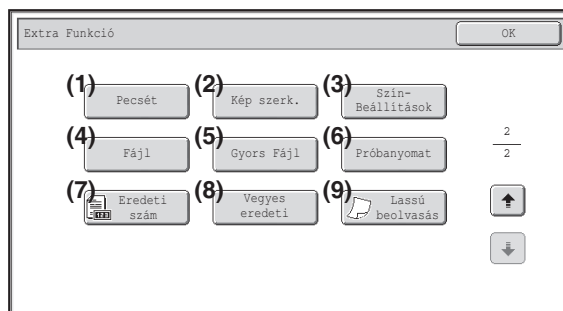 Extra Funkció
OK
(1) Pecsét
(2) Kép szerk.
(3) Szín-
Beállítások
(4) Fájl
(5) Gyors Fájl
(6) Próbanyomat
2
2
(7) Eredeti
szám
123
(8) Vegyes
eredeti
(9) Lassú
beolvasás